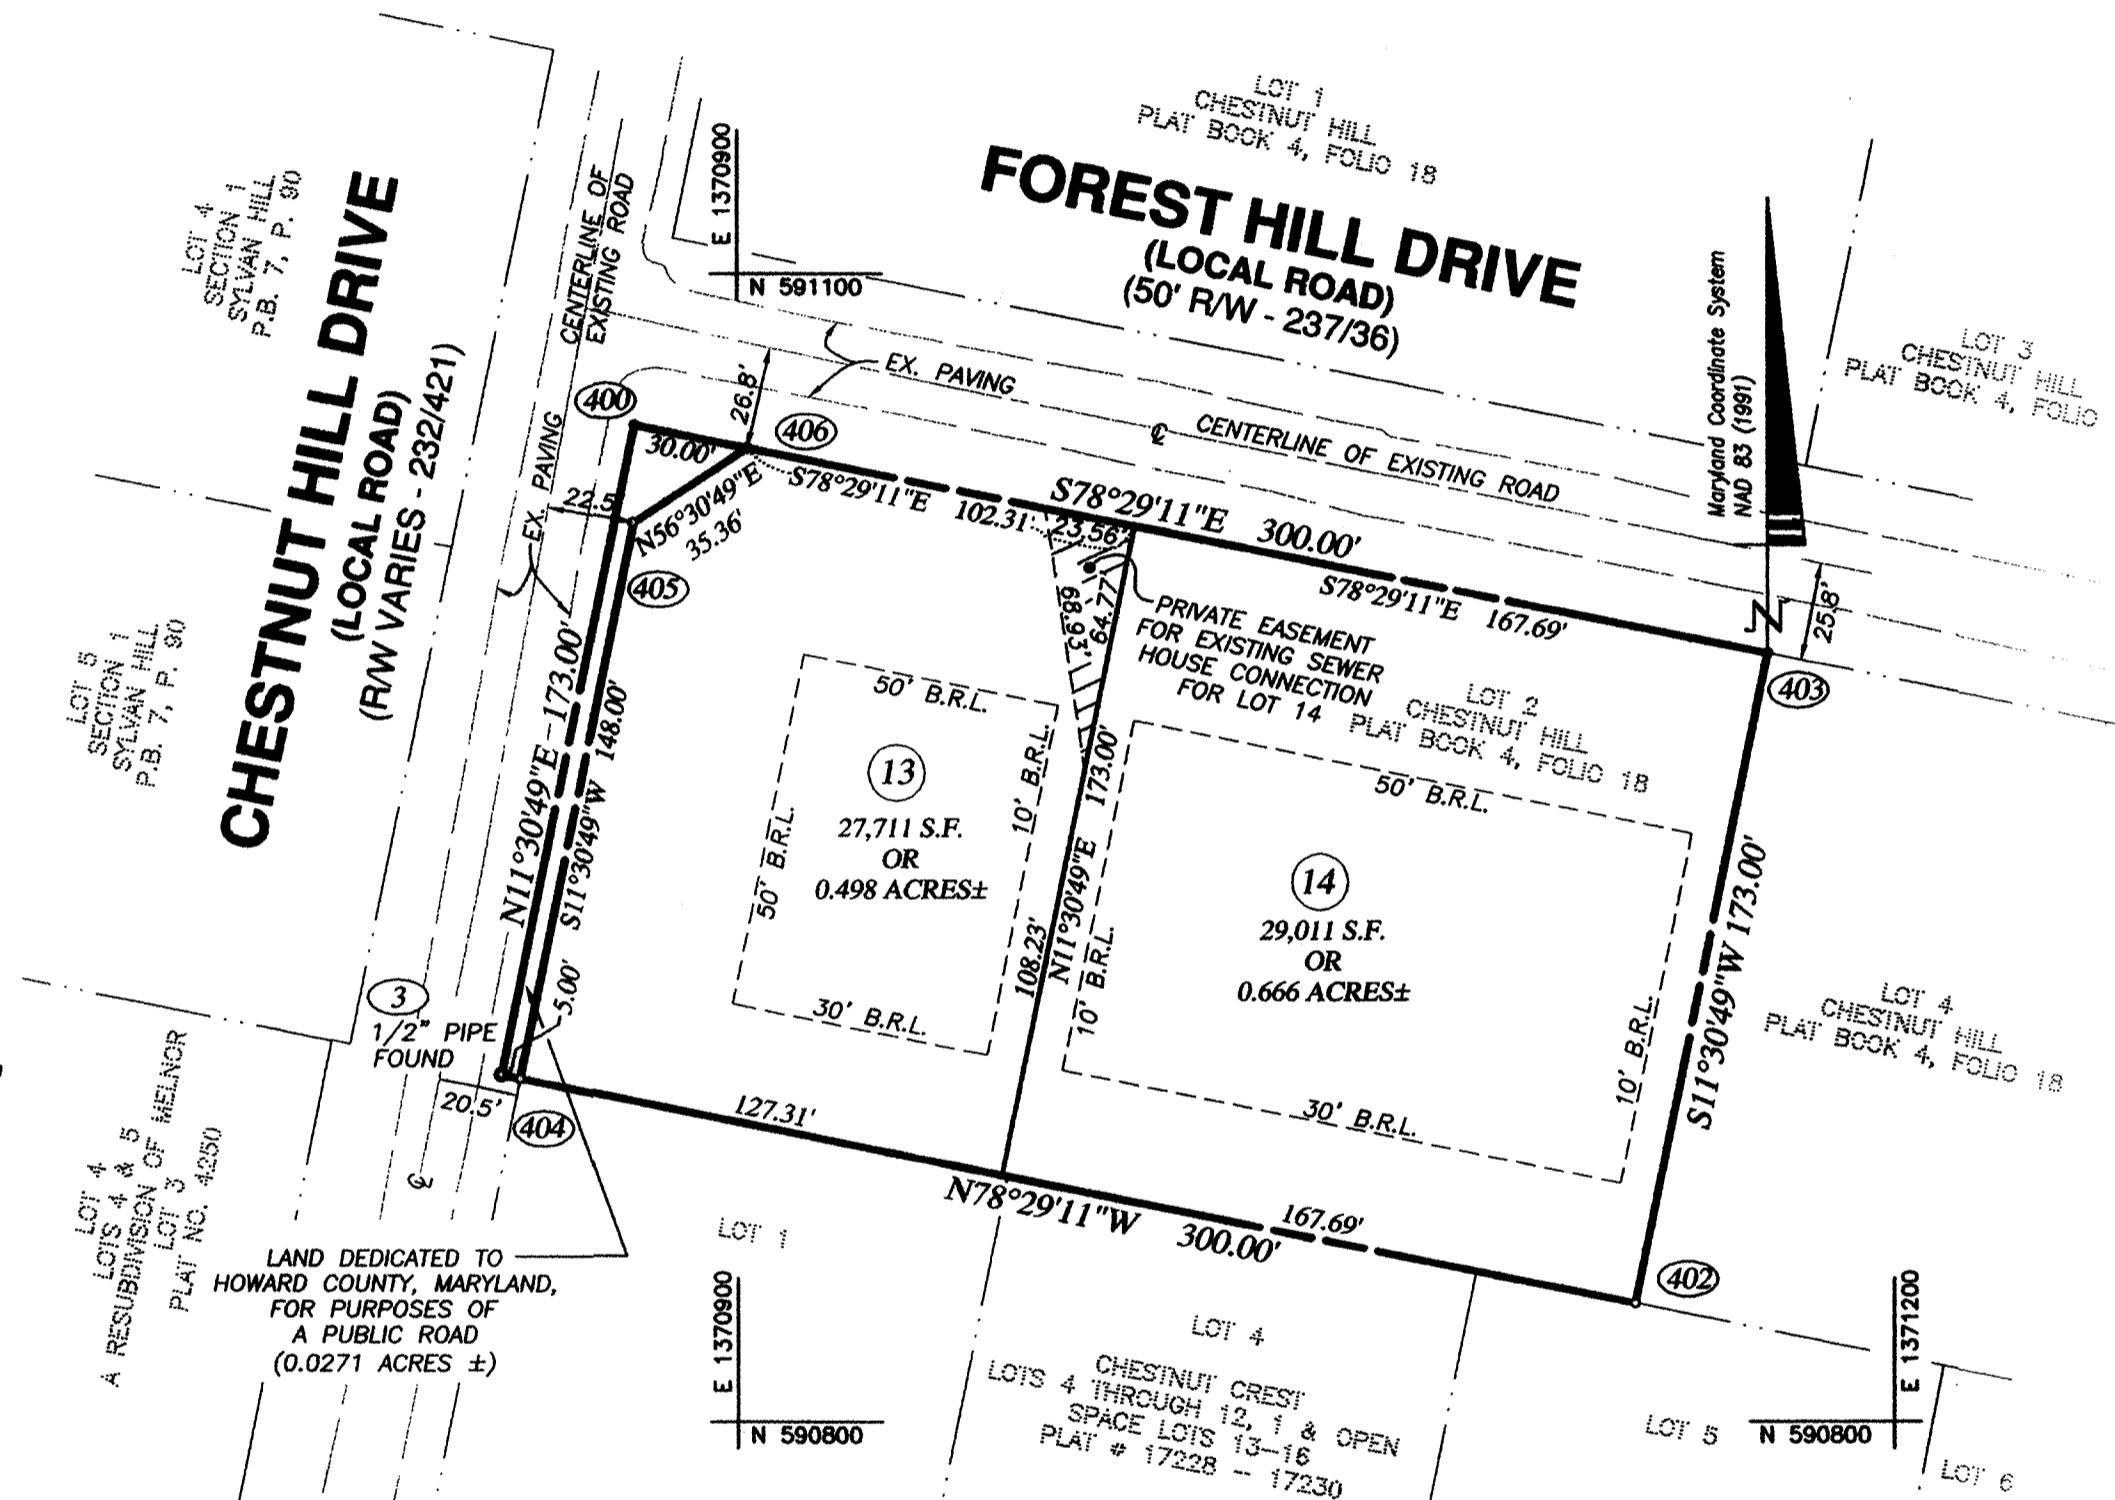 LOT 1
CHESTNUT HILL
PLAT BOOK 4, FOLIO 18
FOREST HILL DRIVE
(LOCAL ROAD)
(50' R/W - 237/36)
E 1370900
N 591100
LOT 4
SECTION 1
SYLVAN HILL
P.B. 7, P. 90
CHESTNUT HILL DRIVE
(LOCAL ROAD)
(R/W VARIES - 232/421)
CENTERLINE OF
EXISTING ROAD
Maryland Coordinate System
NAD 83 (1991)
N
LOT 3
CHESTNUT HILL
PLAT BOOK 4, FOLIO
EX. PAVING
EX. PAVING
℄ CENTERLINE OF EXISTING ROAD
400
26.8'
406
30.00'
22.5
N56°30'49"E
35.36'
405
S78°29'11"E 102.31'
23.56'
S78°29'11"E 300.00'
S78°29'11"E 167.69'
25.8'
403
68.93'
64.77'
PRIVATE EASEMENT
FOR EXISTING SEWER
HOUSE CONNECTION
FOR LOT 14
LOT 2
CHESTNUT HILL
PLAT BOOK 4, FOLIO 18
LOT 5
SECTION 1
SYLVAN HILL
P.B. 7, P. 90
N11°30'49"E 173.00'
S11°30'49"W 148.00'
50' B.R.L.
50' B.R.L.
10' B.R.L.
30' B.R.L.
13
27,711 S.F.
OR
0.498 ACRES±
N11°30'49"E 173.00'
108.23'
50' B.R.L.
10' B.R.L.
10' B.R.L.
30' B.R.L.
14
29,011 S.F.
OR
0.666 ACRES±
S11°30'49"W 173.00'
LOT 4
CHESTNUT HILL
PLAT BOOK 4, FOLIO 18
3
1/2" PIPE
FOUND
5.00'
20.5'
404
℄
127.31'
N78°29'11"W 300.00'
167.69'
402
LOT 4
LOTS 4 & 5
A RESUBDIVISION OF MELNOR
LOT 3
PLAT NO. 4250
LAND DEDICATED TO
HOWARD COUNTY, MARYLAND,
FOR PURPOSES OF
A PUBLIC ROAD
(0.0271 ACRES ±)
LOT 1
E 1370900
N 590800
LOT 4
CHESTNUT CREST
LOTS 4 THROUGH 12, 1 & OPEN
SPACE LOTS 13-16
PLAT # 17228 -- 17230
LOT 5
E 1371200
N 590800
LOT 6